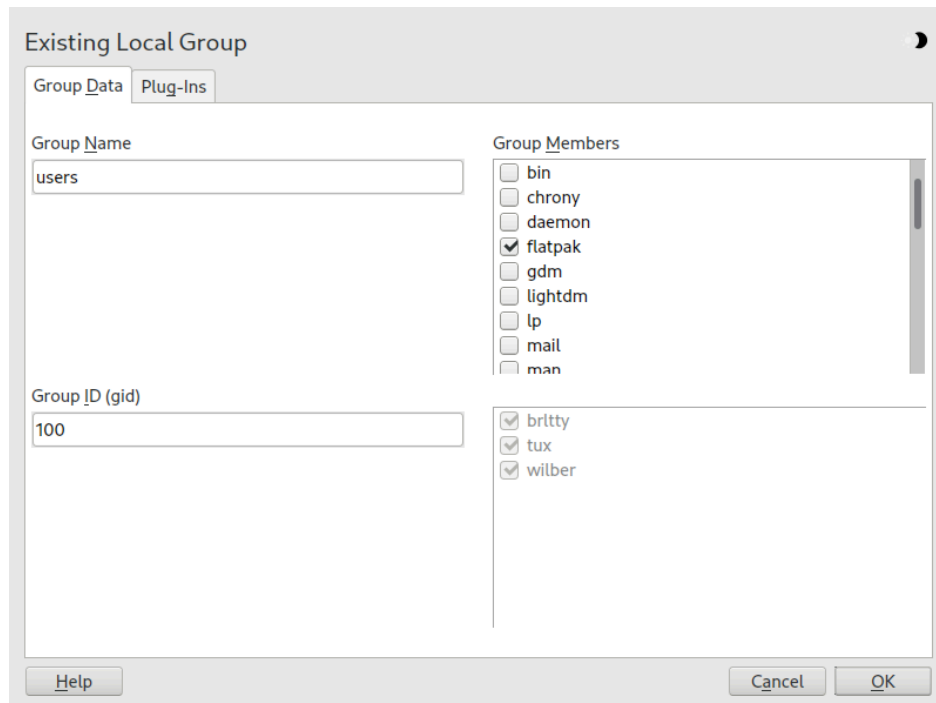 Existing Local Group
Group Data
Plug-Ins
Group Name
users
Group Members
bin
chrony
daemon
flatpak
gdm
lightdm
lp
mail
man
Group ID (gid)
100
brltty
tux
wilber
Help
Cancel
OK